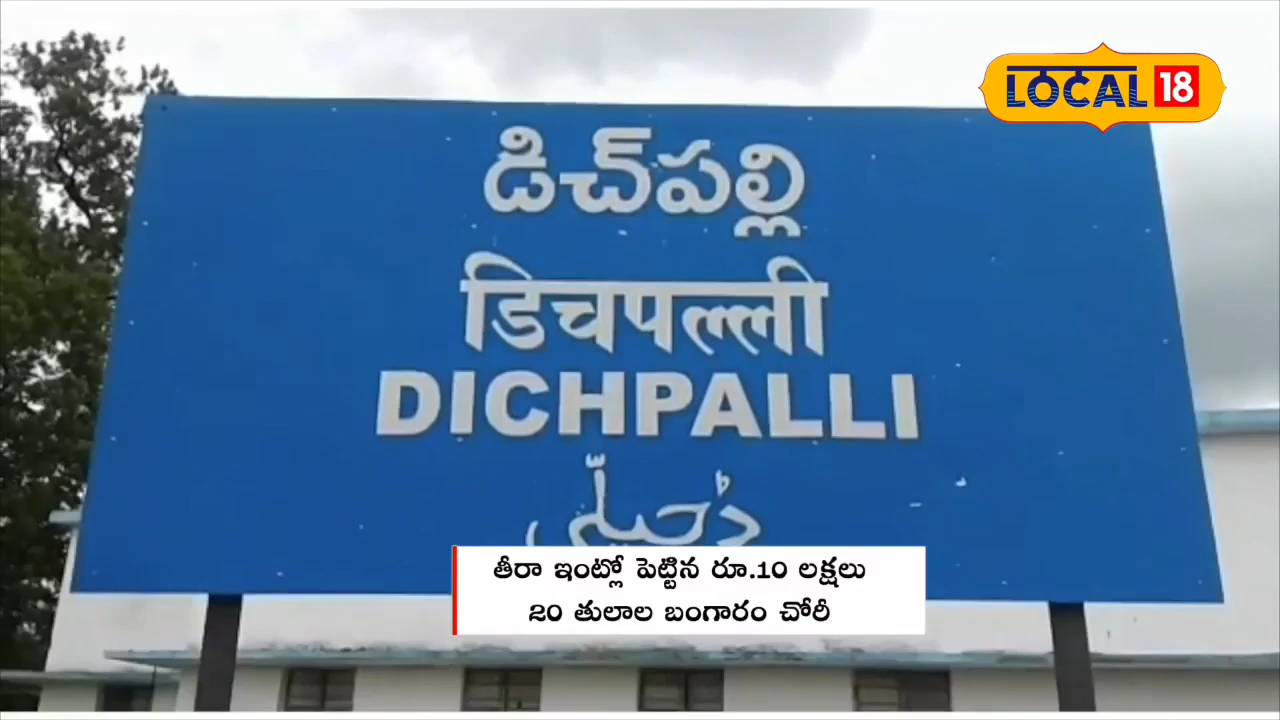 LOCAL 18
డిచ్‌పల్లి
डिचपल्ली
DICHPALLI
తీరా ఇంట్లో పెట్టిన రూ.10 లక్షలు
20 తులాల బంగారం చోరీ